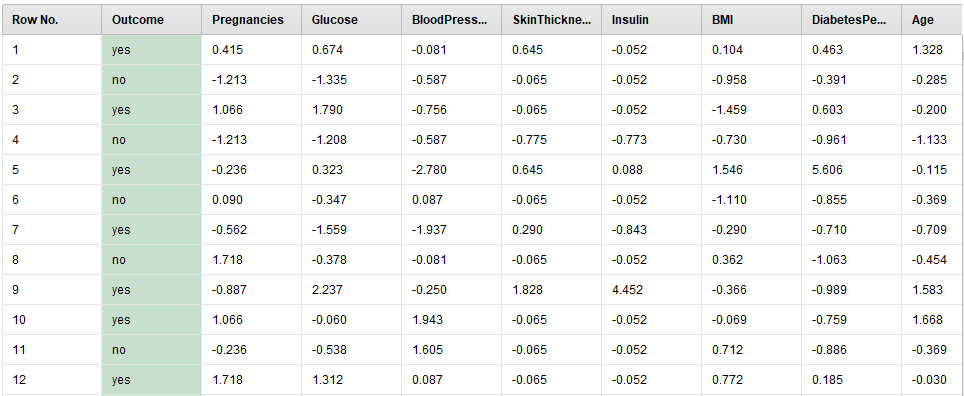 Row No. Outcome Pregnancies Glucose BloodPress... SkinThickne... Insulin BMI DiabetesPe... Age
1 yes 0.415 0.674 -0.081 0.645 -0.052 0.104 0.463 1.328
2 no -1.213 -1.335 -0.587 -0.065 -0.052 -0.958 -0.391 -0.285
3 yes 1.066 1.790 -0.756 -0.065 -0.052 -1.459 0.603 -0.200
4 no -1.213 -1.208 -0.587 -0.775 -0.773 -0.730 -0.961 -1.133
5 yes -0.236 0.323 -2.780 0.645 0.088 1.546 5.606 -0.115
6 no 0.090 -0.347 0.087 -0.065 -0.052 -1.110 -0.855 -0.369
7 yes -0.562 -1.559 -1.937 0.290 -0.843 -0.290 -0.710 -0.709
8 no 1.718 -0.378 -0.081 -0.065 -0.052 0.362 -1.063 -0.454
9 yes -0.887 2.237 -0.250 1.828 4.452 -0.366 -0.989 1.583
10 yes 1.066 -0.060 1.943 -0.065 -0.052 -0.069 -0.759 1.668
11 no -0.236 -0.538 1.605 -0.065 -0.052 0.712 -0.886 -0.369
12 yes 1.718 1.312 0.087 -0.065 -0.052 0.772 0.185 -0.030